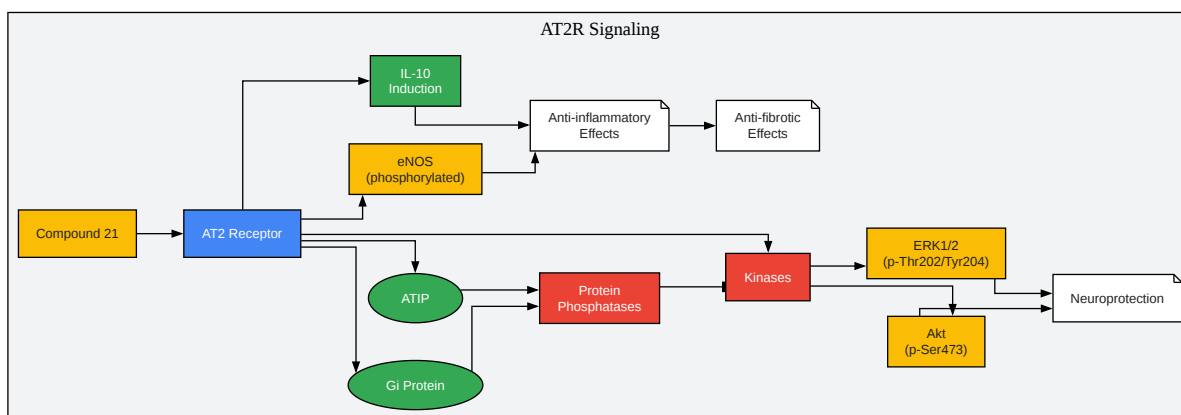 AT2R Signaling
IL-10
Induction
Anti-inflammatory
Effects
Anti-fibrotic
Effects
eNOS
(phosphorylated)
Compound 21
AT2 Receptor
ERK1/2
(p-Thr202/Tyr204)
Kinases
Protein
Phosphatases
ATIP
Neuroprotection
Akt
(p-Ser473)
Gi Protein